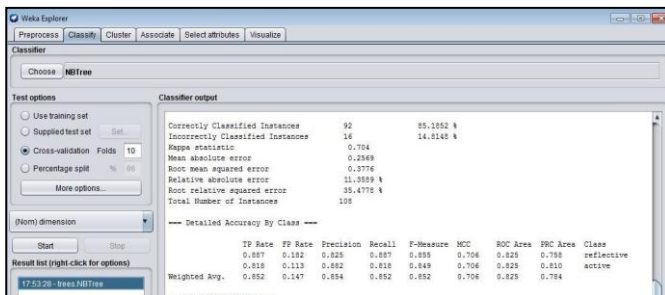 Weka Explorer
Preprocess Classify Cluster Associate Select attributes Visualize
Classifier
Choose NBTree
Test options
Use training set
Supplied test set Set...
Cross-validation Folds 10
Percentage split % 66
More options...
(Nom) dimension
Start Stop
Result list (right-click for options)
17:53:28 - trees.NBTree
Classifier output
Correctly Classified Instances 92 85.1852 %
Incorrectly Classified Instances 16 14.8148 %
Kappa statistic 0.704
Mean absolute error 0.2569
Root mean squared error 0.3776
Relative absolute error 11.3589 %
Root relative squared error 35.4778 %
Total Number of Instances 108
=== Detailed Accuracy By Class ===
TP Rate FP Rate Precision Recall F-Measure MCC ROC Area PRC Area Class
0.887 0.182 0.825 0.887 0.855 0.706 0.825 0.758 reflective
0.818 0.113 0.882 0.818 0.849 0.706 0.825 0.810 active
Weighted Avg. 0.852 0.147 0.854 0.852 0.852 0.706 0.825 0.784